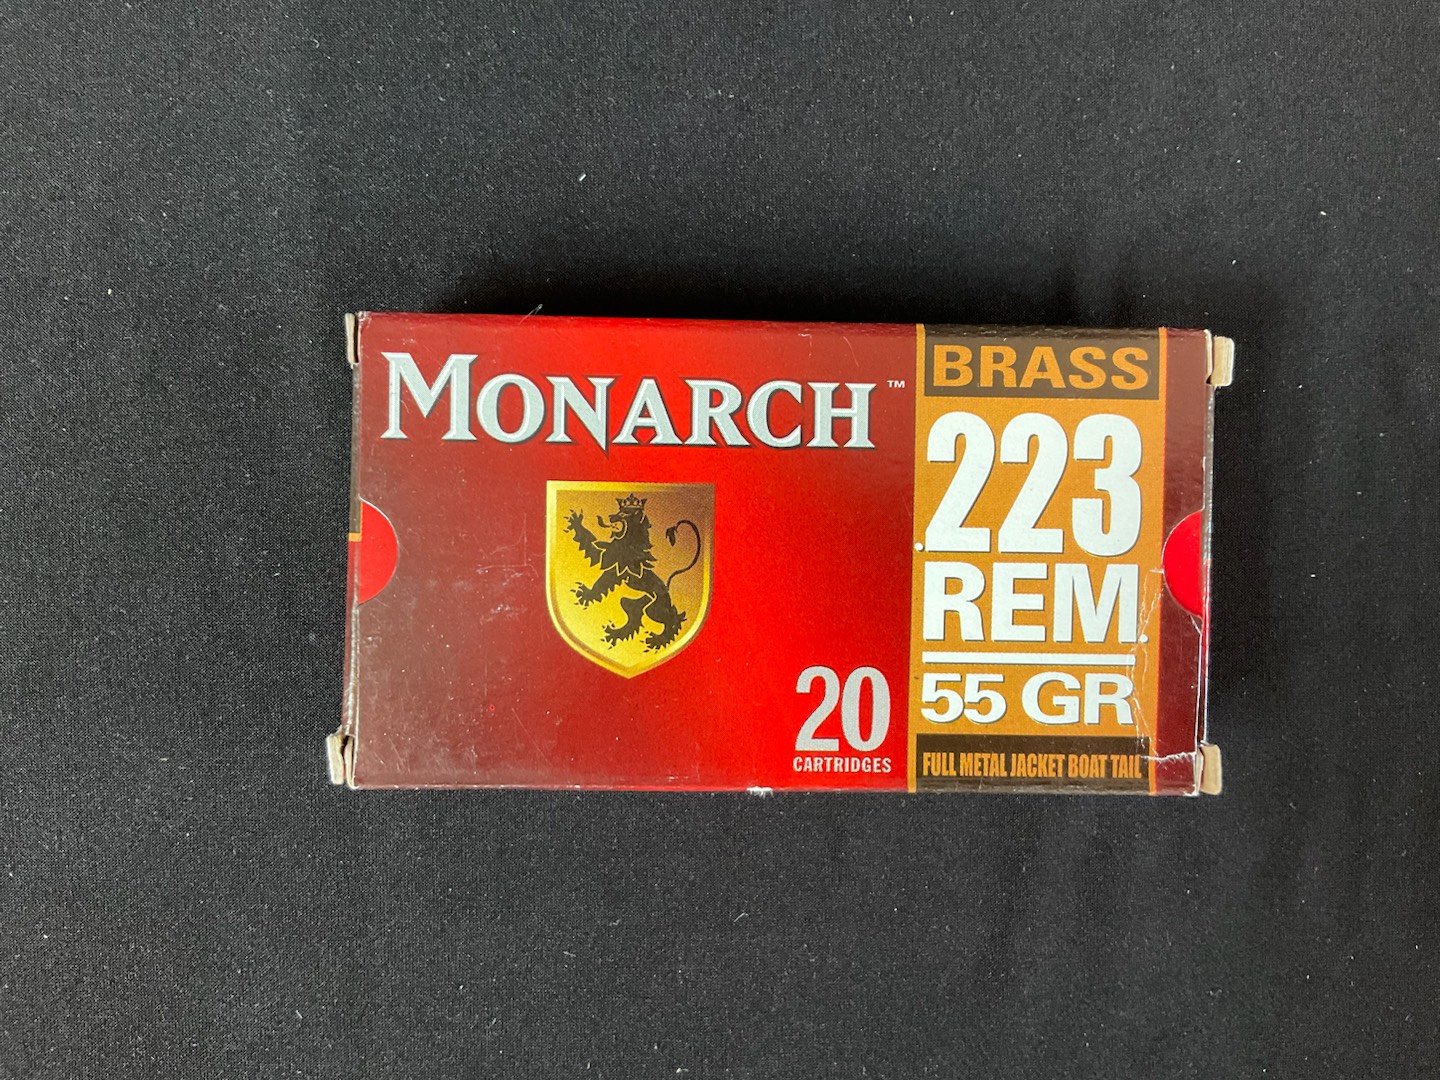 MONARCH™
20
CARTRIDGES
BRASS
.223
REM.
55 GR
FULL METAL JACKET BOAT TAIL